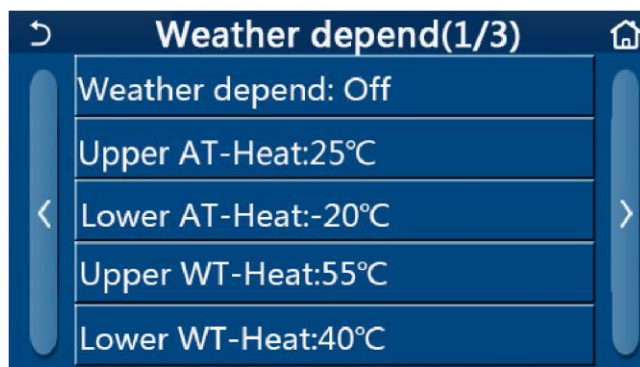 Weather depend(1/3)
Weather depend: Off
Upper AT-Heat:25℃
Lower AT-Heat:-20℃
Upper WT-Heat:55℃
Lower WT-Heat:40℃